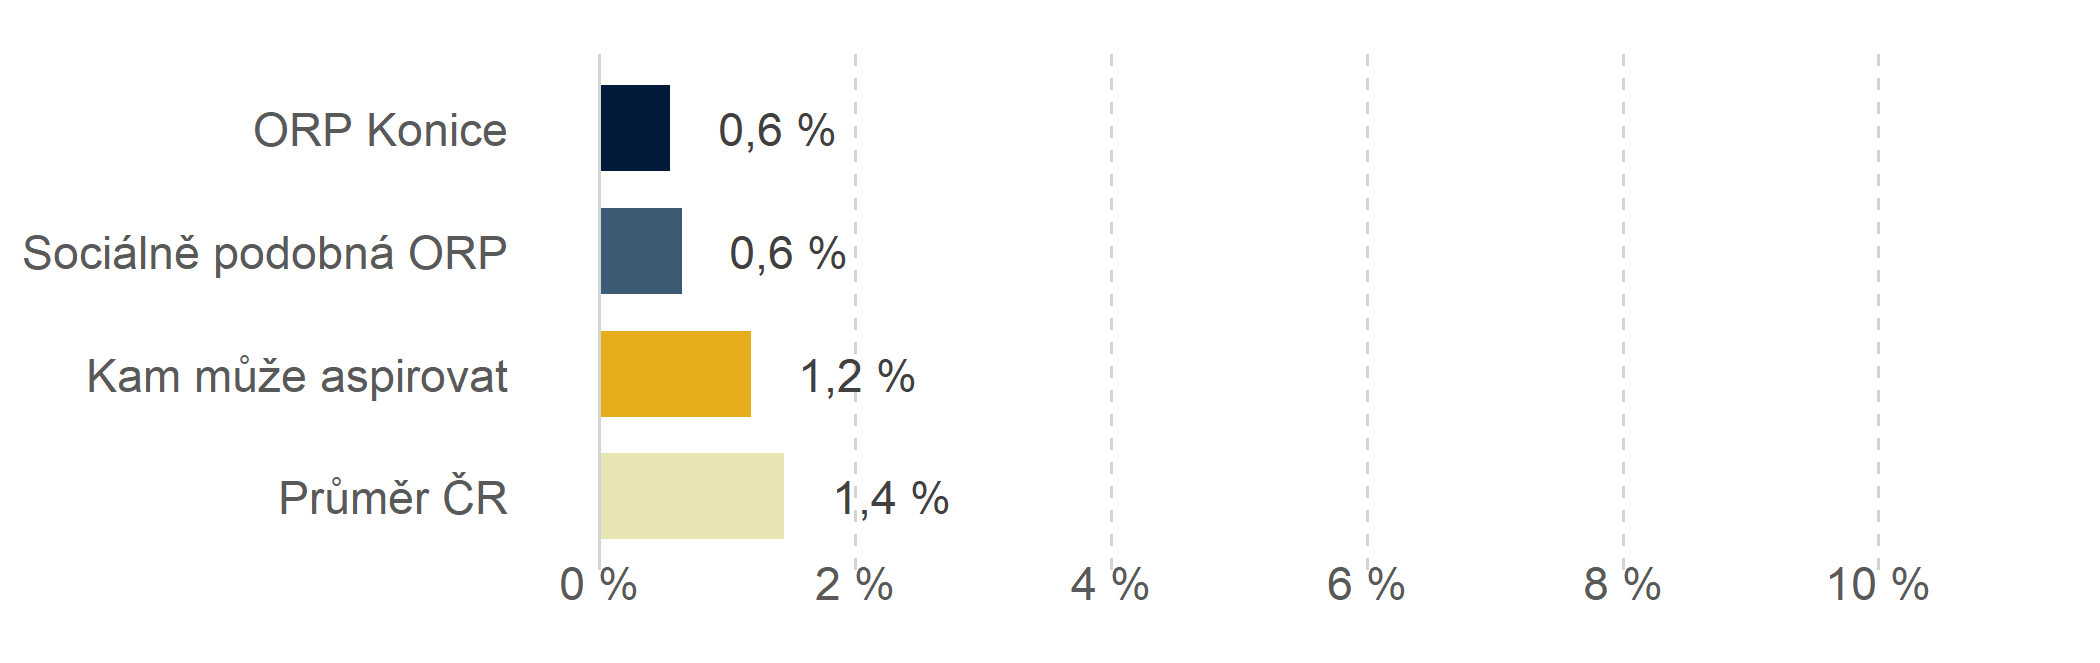 ORP Konice 0,6 %
Sociálně podobná ORP 0,6 %
Kam může aspirovat 1,2 %
Průměr ČR 1,4 %
0 % 2 % 4 % 6 % 8 % 10 %